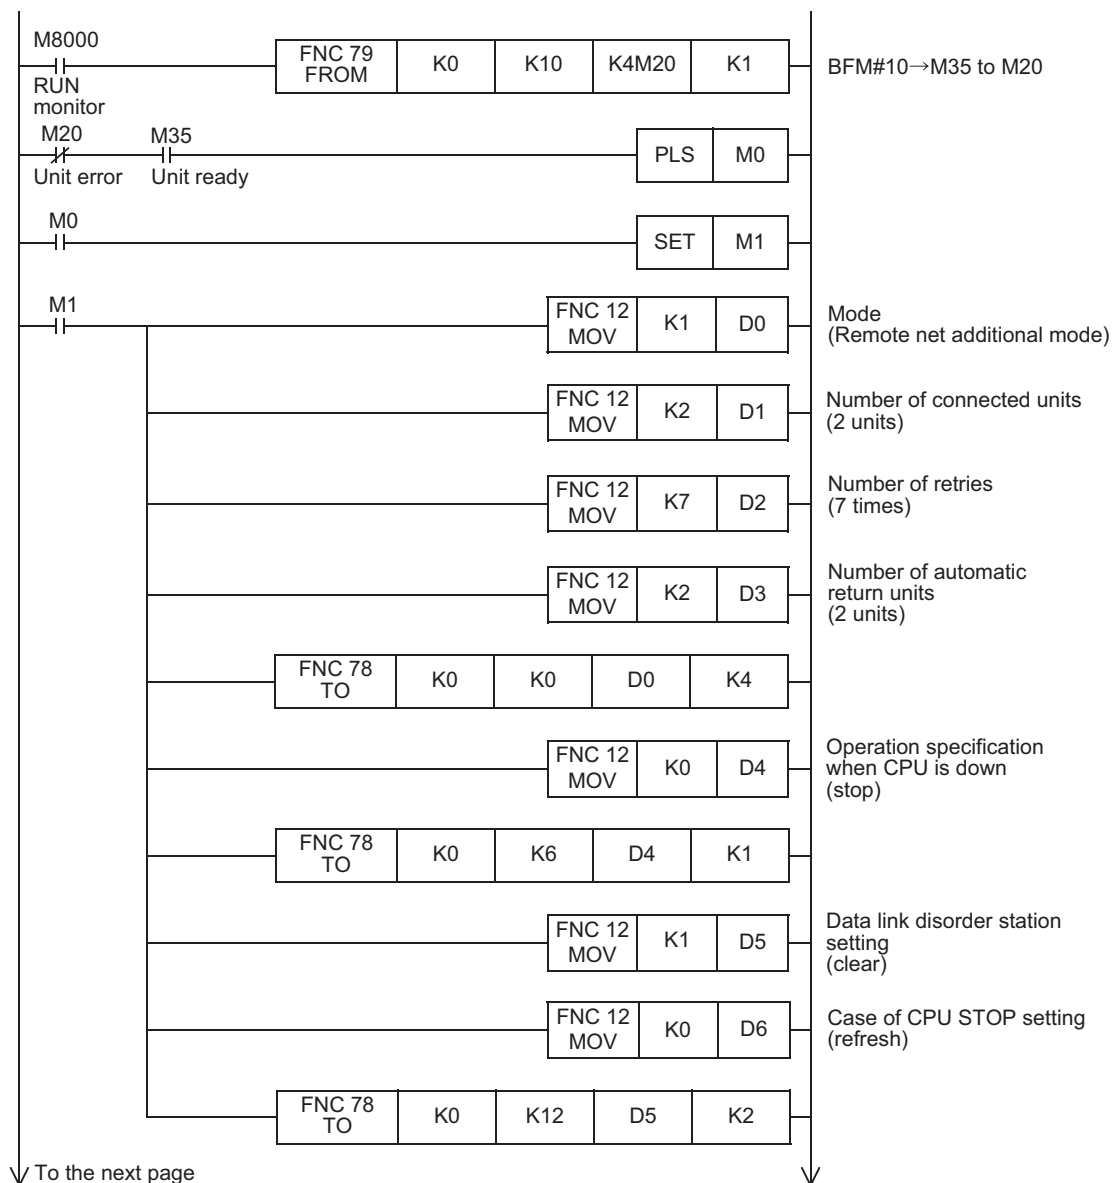 M8000
RUN
monitor
FNC 79
FROM
K0
K10
K4M20
K1
BFM#10→M35 to M20
M20
Unit error
M35
Unit ready
PLS
M0
M0
SET
M1
M1
FNC 12
MOV
K1
D0
Mode
(Remote net additional mode)
FNC 12
MOV
K2
D1
Number of connected units
(2 units)
FNC 12
MOV
K7
D2
Number of retries
(7 times)
FNC 12
MOV
K2
D3
Number of automatic
return units
(2 units)
FNC 78
TO
K0
K0
D0
K4
FNC 12
MOV
K0
D4
Operation specification
when CPU is down
(stop)
FNC 78
TO
K0
K6
D4
K1
FNC 12
MOV
K1
D5
Data link disorder station
setting
(clear)
FNC 12
MOV
K0
D6
Case of CPU STOP setting
(refresh)
FNC 78
TO
K0
K12
D5
K2
To the next page